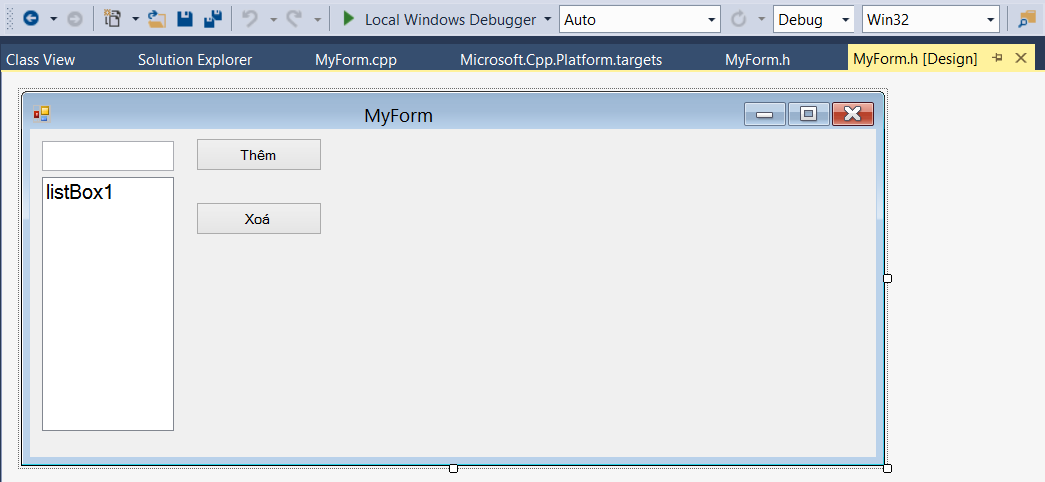 Local Windows Debugger Auto Debug Win32
Class View Solution Explorer MyForm.cpp Microsoft.Cpp.Platform.targets MyForm.h MyForm.h [Design]
MyForm
Thêm
listBox1
Xoá